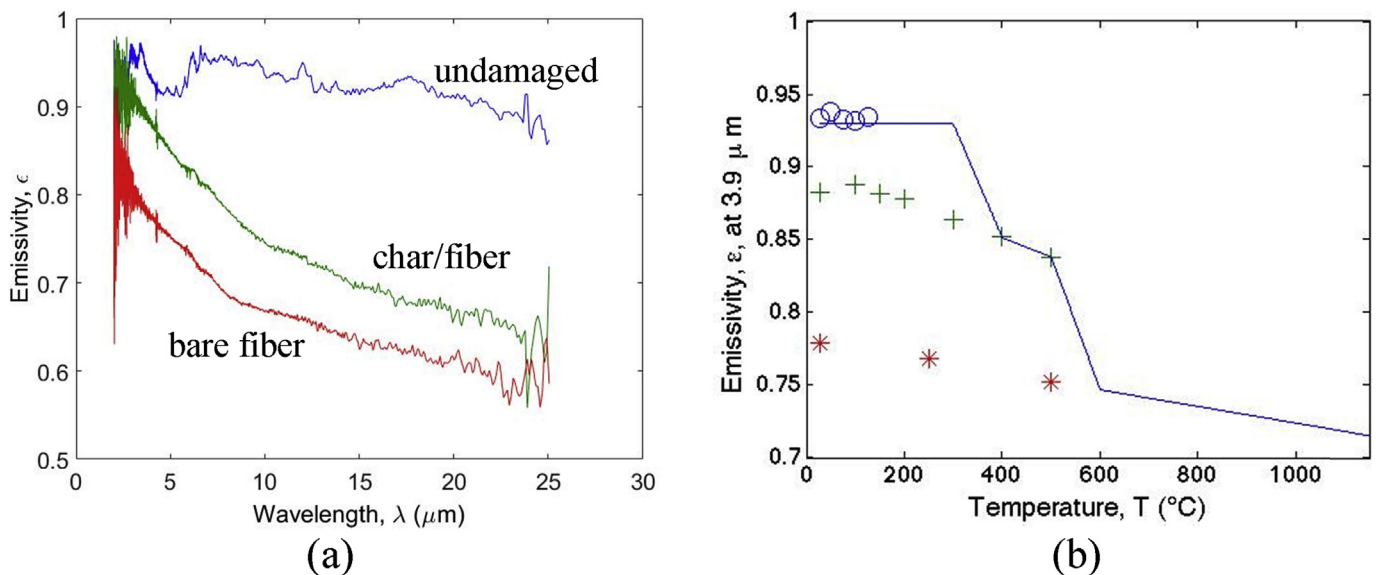 1
0.9
0.8
0.7
0.6
0.5
0
5
10
15
20
25
30
Emissivity, ϵ
Wavelength, λ (μm)
undamaged
char/fiber
bare fiber
(a)
1
0.95
0.9
0.85
0.8
0.75
0.7
0
200
400
600
800
1000
Emissivity, ε, at 3.9 μ m
Temperature, T (°C)
(b)